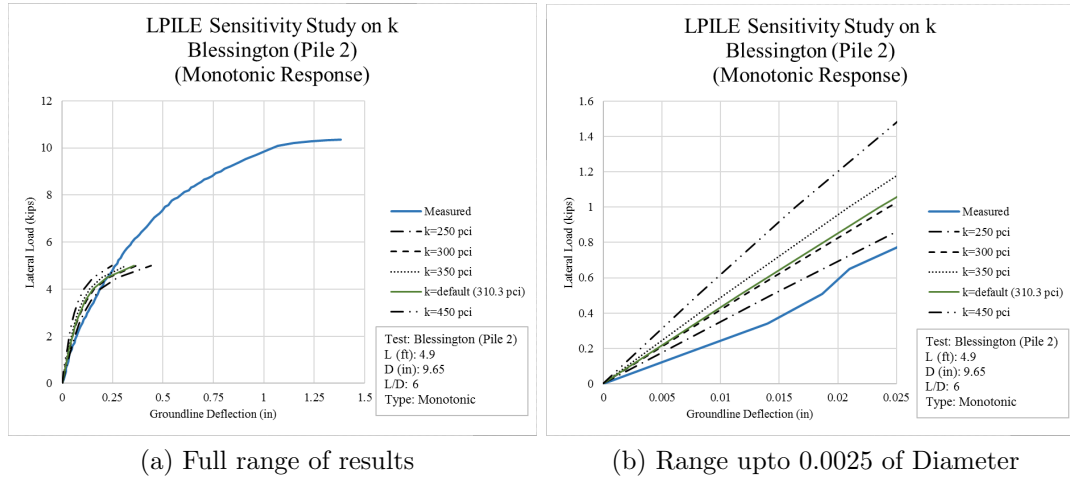 LPILE Sensitivity Study on k
Blessington (Pile 2)
(Monotonic Response)
12
10
8
6
4
2
0
Lateral Load (kips)
0 0.25 0.5 0.75 1 1.25 1.5
Groundline Deflection (in)
Measured
k=250 pci
k=300 pci
k=350 pci
k=default (310.3 pci)
k=450 pci
Test: Blessington (Pile 2)
L (ft): 4.9
D (in): 9.65
L/D: 6
Type: Monotonic
(a) Full range of results
LPILE Sensitivity Study on k
Blessington (Pile 2)
(Monotonic Response)
1.6
1.4
1.2
1
0.8
0.6
0.4
0.2
0
Lateral Load (kips)
0 0.005 0.01 0.015 0.02 0.025
Groundline Deflection (in)
Measured
k=250 pci
k=300 pci
k=350 pci
k=default (310.3 pci)
k=450 pci
Test: Blessington (Pile 2)
L (ft): 4.9
D (in): 9.65
L/D: 6
Type: Monotonic
(b) Range upto 0.0025 of Diameter